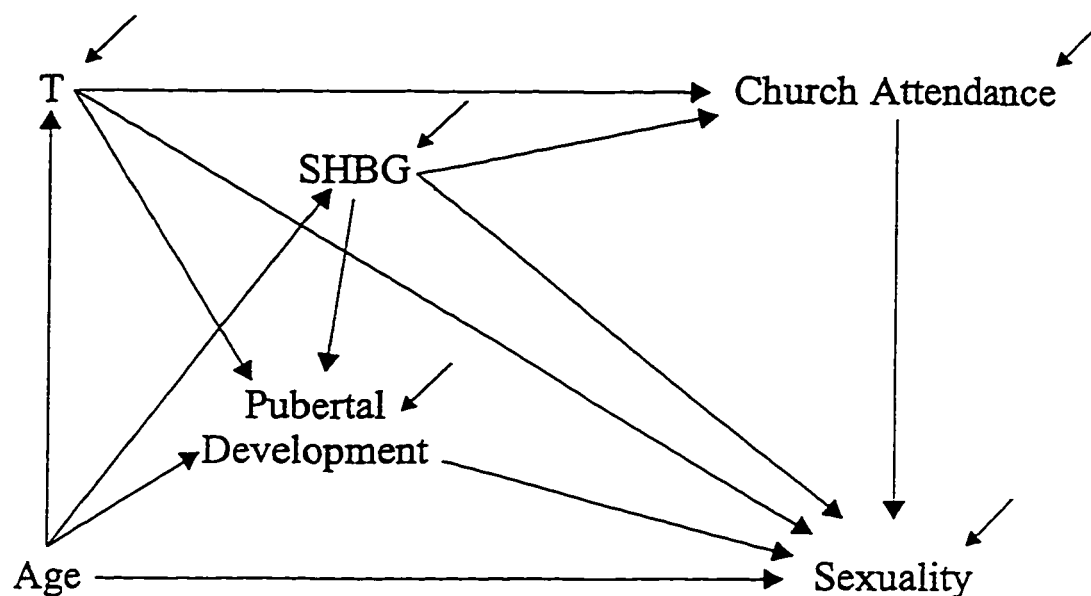 T
Church Attendance
SHBG
Pubertal
Development
Age
Sexuality